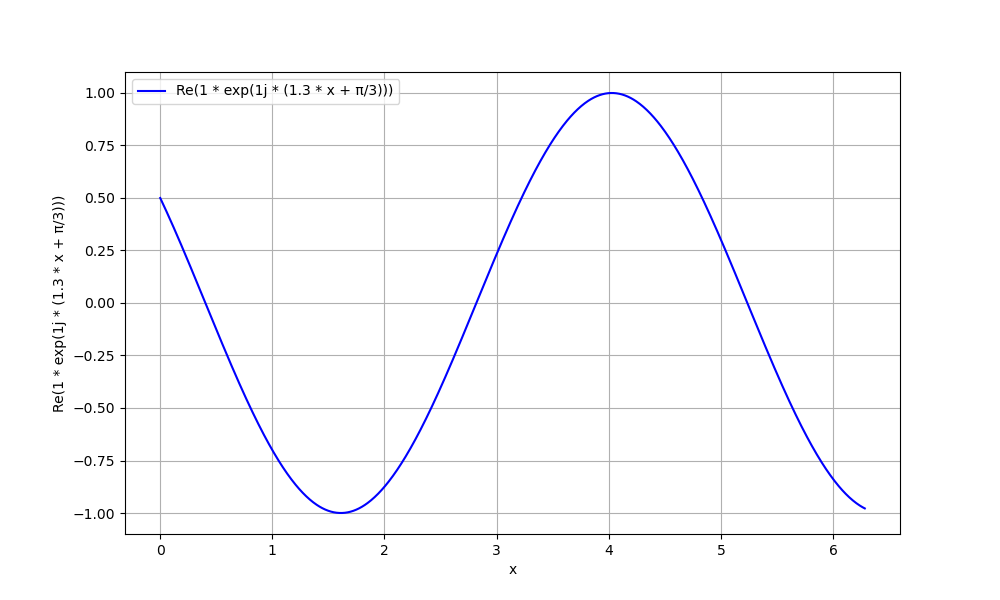 Re(1 * exp(1j * (1.3 * x + π/3)))
Re(1 * exp(1j * (1.3 * x + π/3)))
1.00
0.75
0.50
0.25
0.00
−0.25
−0.50
−0.75
−1.00
0 1 2 3 4 5 6
x